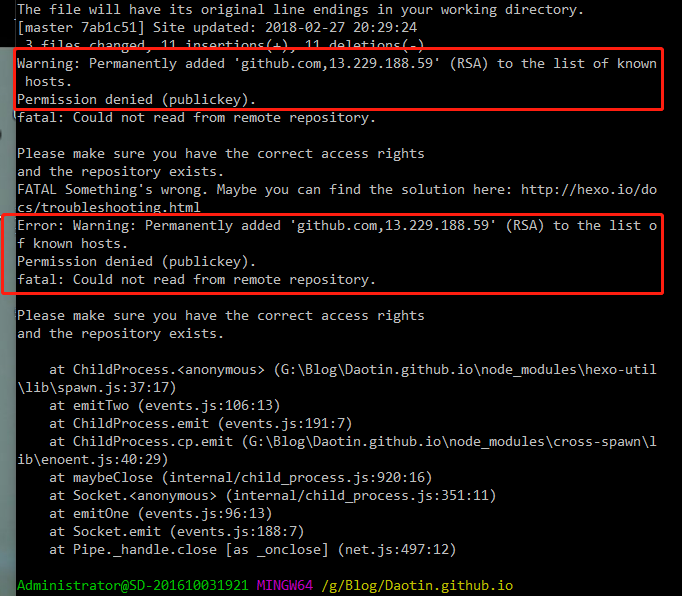 The file will have its original line endings in your working directory.
[master 7ab1c51] Site updated: 2018-02-27 20:29:24
 3 files changed, 11 insertions(+), 11 deletions(-)
Warning: Permanently added 'github.com,13.229.188.59' (RSA) to the list of known
 hosts.
Permission denied (publickey).
fatal: Could not read from remote repository.

Please make sure you have the correct access rights
and the repository exists.
FATAL Something's wrong. Maybe you can find the solution here: http://hexo.io/do
cs/troubleshooting.html
Error: Warning: Permanently added 'github.com,13.229.188.59' (RSA) to the list o
f known hosts.
Permission denied (publickey).
fatal: Could not read from remote repository.

Please make sure you have the correct access rights
and the repository exists.

    at ChildProcess.<anonymous> (G:\Blog\Daotin.github.io\node_modules\hexo-util
\lib\spawn.js:37:17)
    at emitTwo (events.js:106:13)
    at ChildProcess.emit (events.js:191:7)
    at ChildProcess.cp.emit (G:\Blog\Daotin.github.io\node_modules\cross-spawn\l
ib\enoent.js:40:29)
    at maybeClose (internal/child_process.js:920:16)
    at Socket.<anonymous> (internal/child_process.js:351:11)
    at emitOne (events.js:96:13)
    at Socket.emit (events.js:188:7)
    at Pipe._handle.close [as _onclose] (net.js:497:12)

Administrator@SD-201610031921 MINGW64 /g/Blog/Daotin.github.io